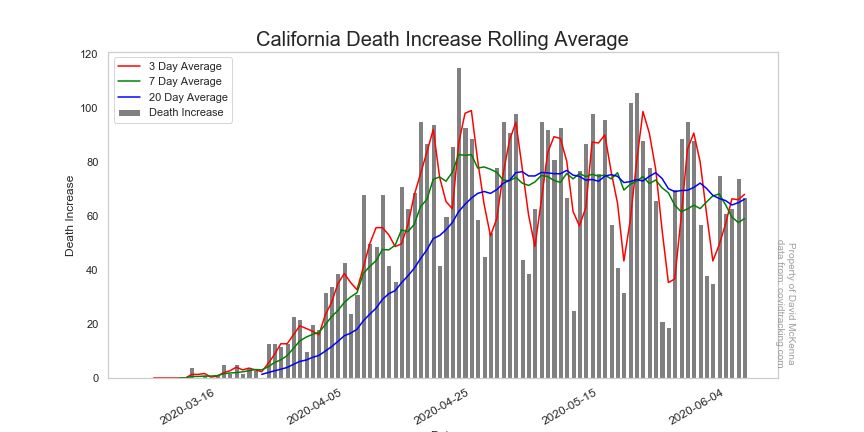 California Death Increase Rolling Average
3 Day Average
7 Day Average
20 Day Average
Death Increase
Death Increase
120
100
80
60
40
20
0
2020-03-16
2020-04-05
2020-04-25
2020-05-15
2020-06-04
Property of David McKenna
data from: covidtracking.com